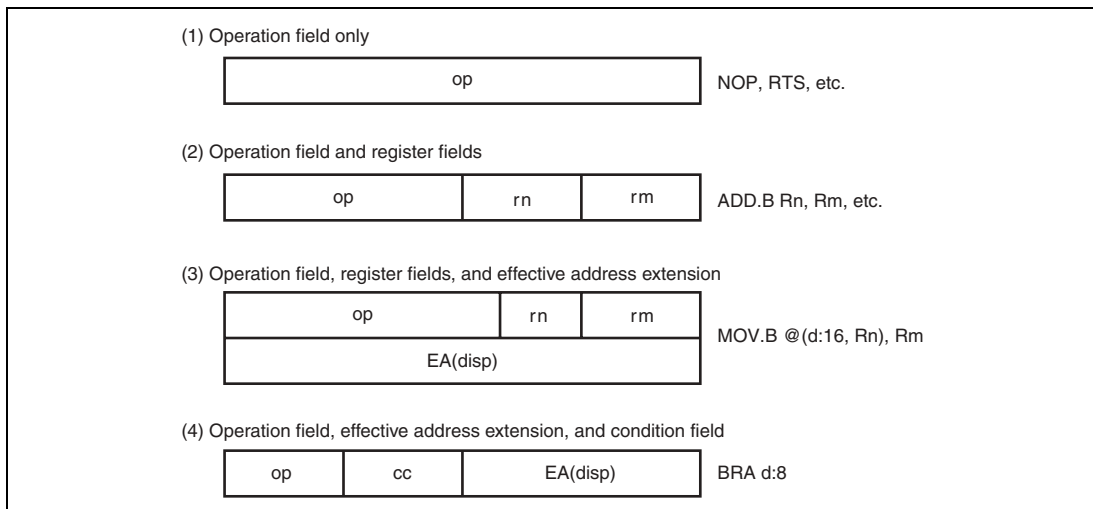 (1) Operation field only
op
NOP, RTS, etc.
(2) Operation field and register fields
op rn rm
ADD.B Rn, Rm, etc.
(3) Operation field, register fields, and effective address extension
op rn rm
EA(disp)
MOV.B @(d:16, Rn), Rm
(4) Operation field, effective address extension, and condition field
op cc EA(disp)
BRA d:8